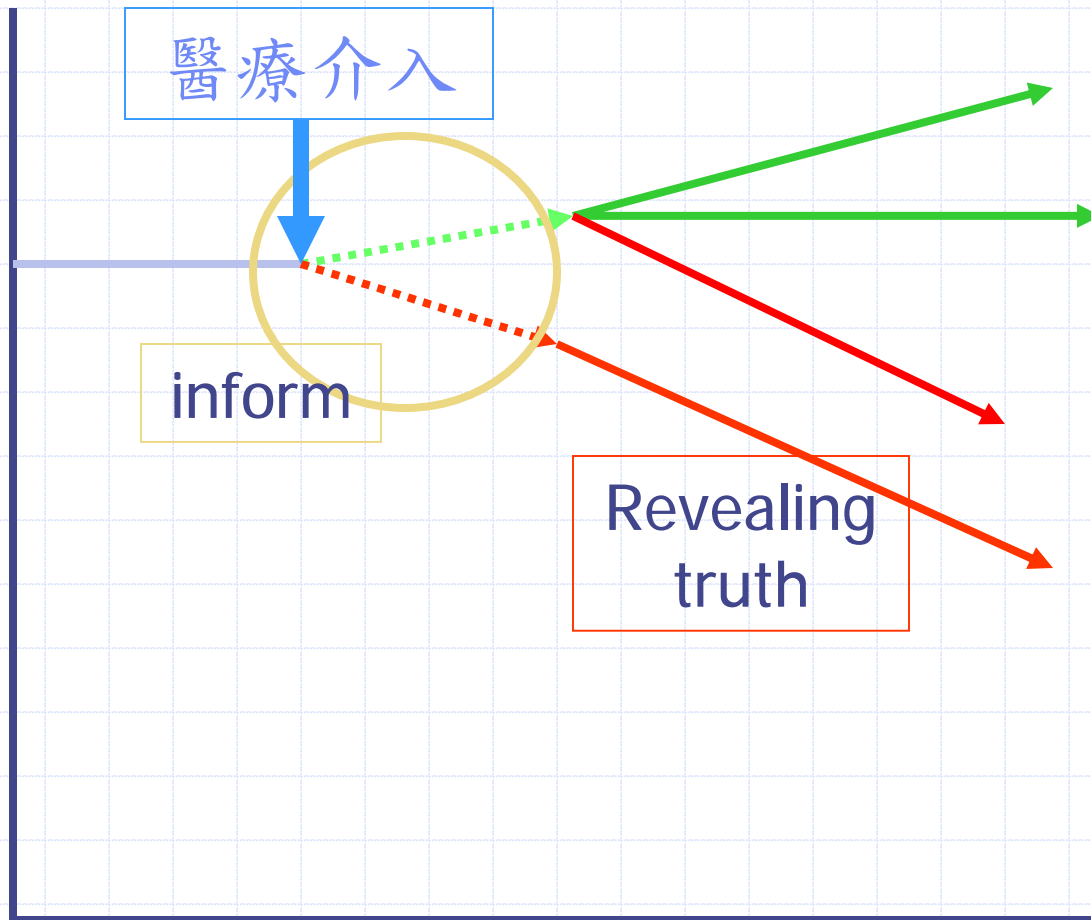 醫療介入
inform
Revealing
truth